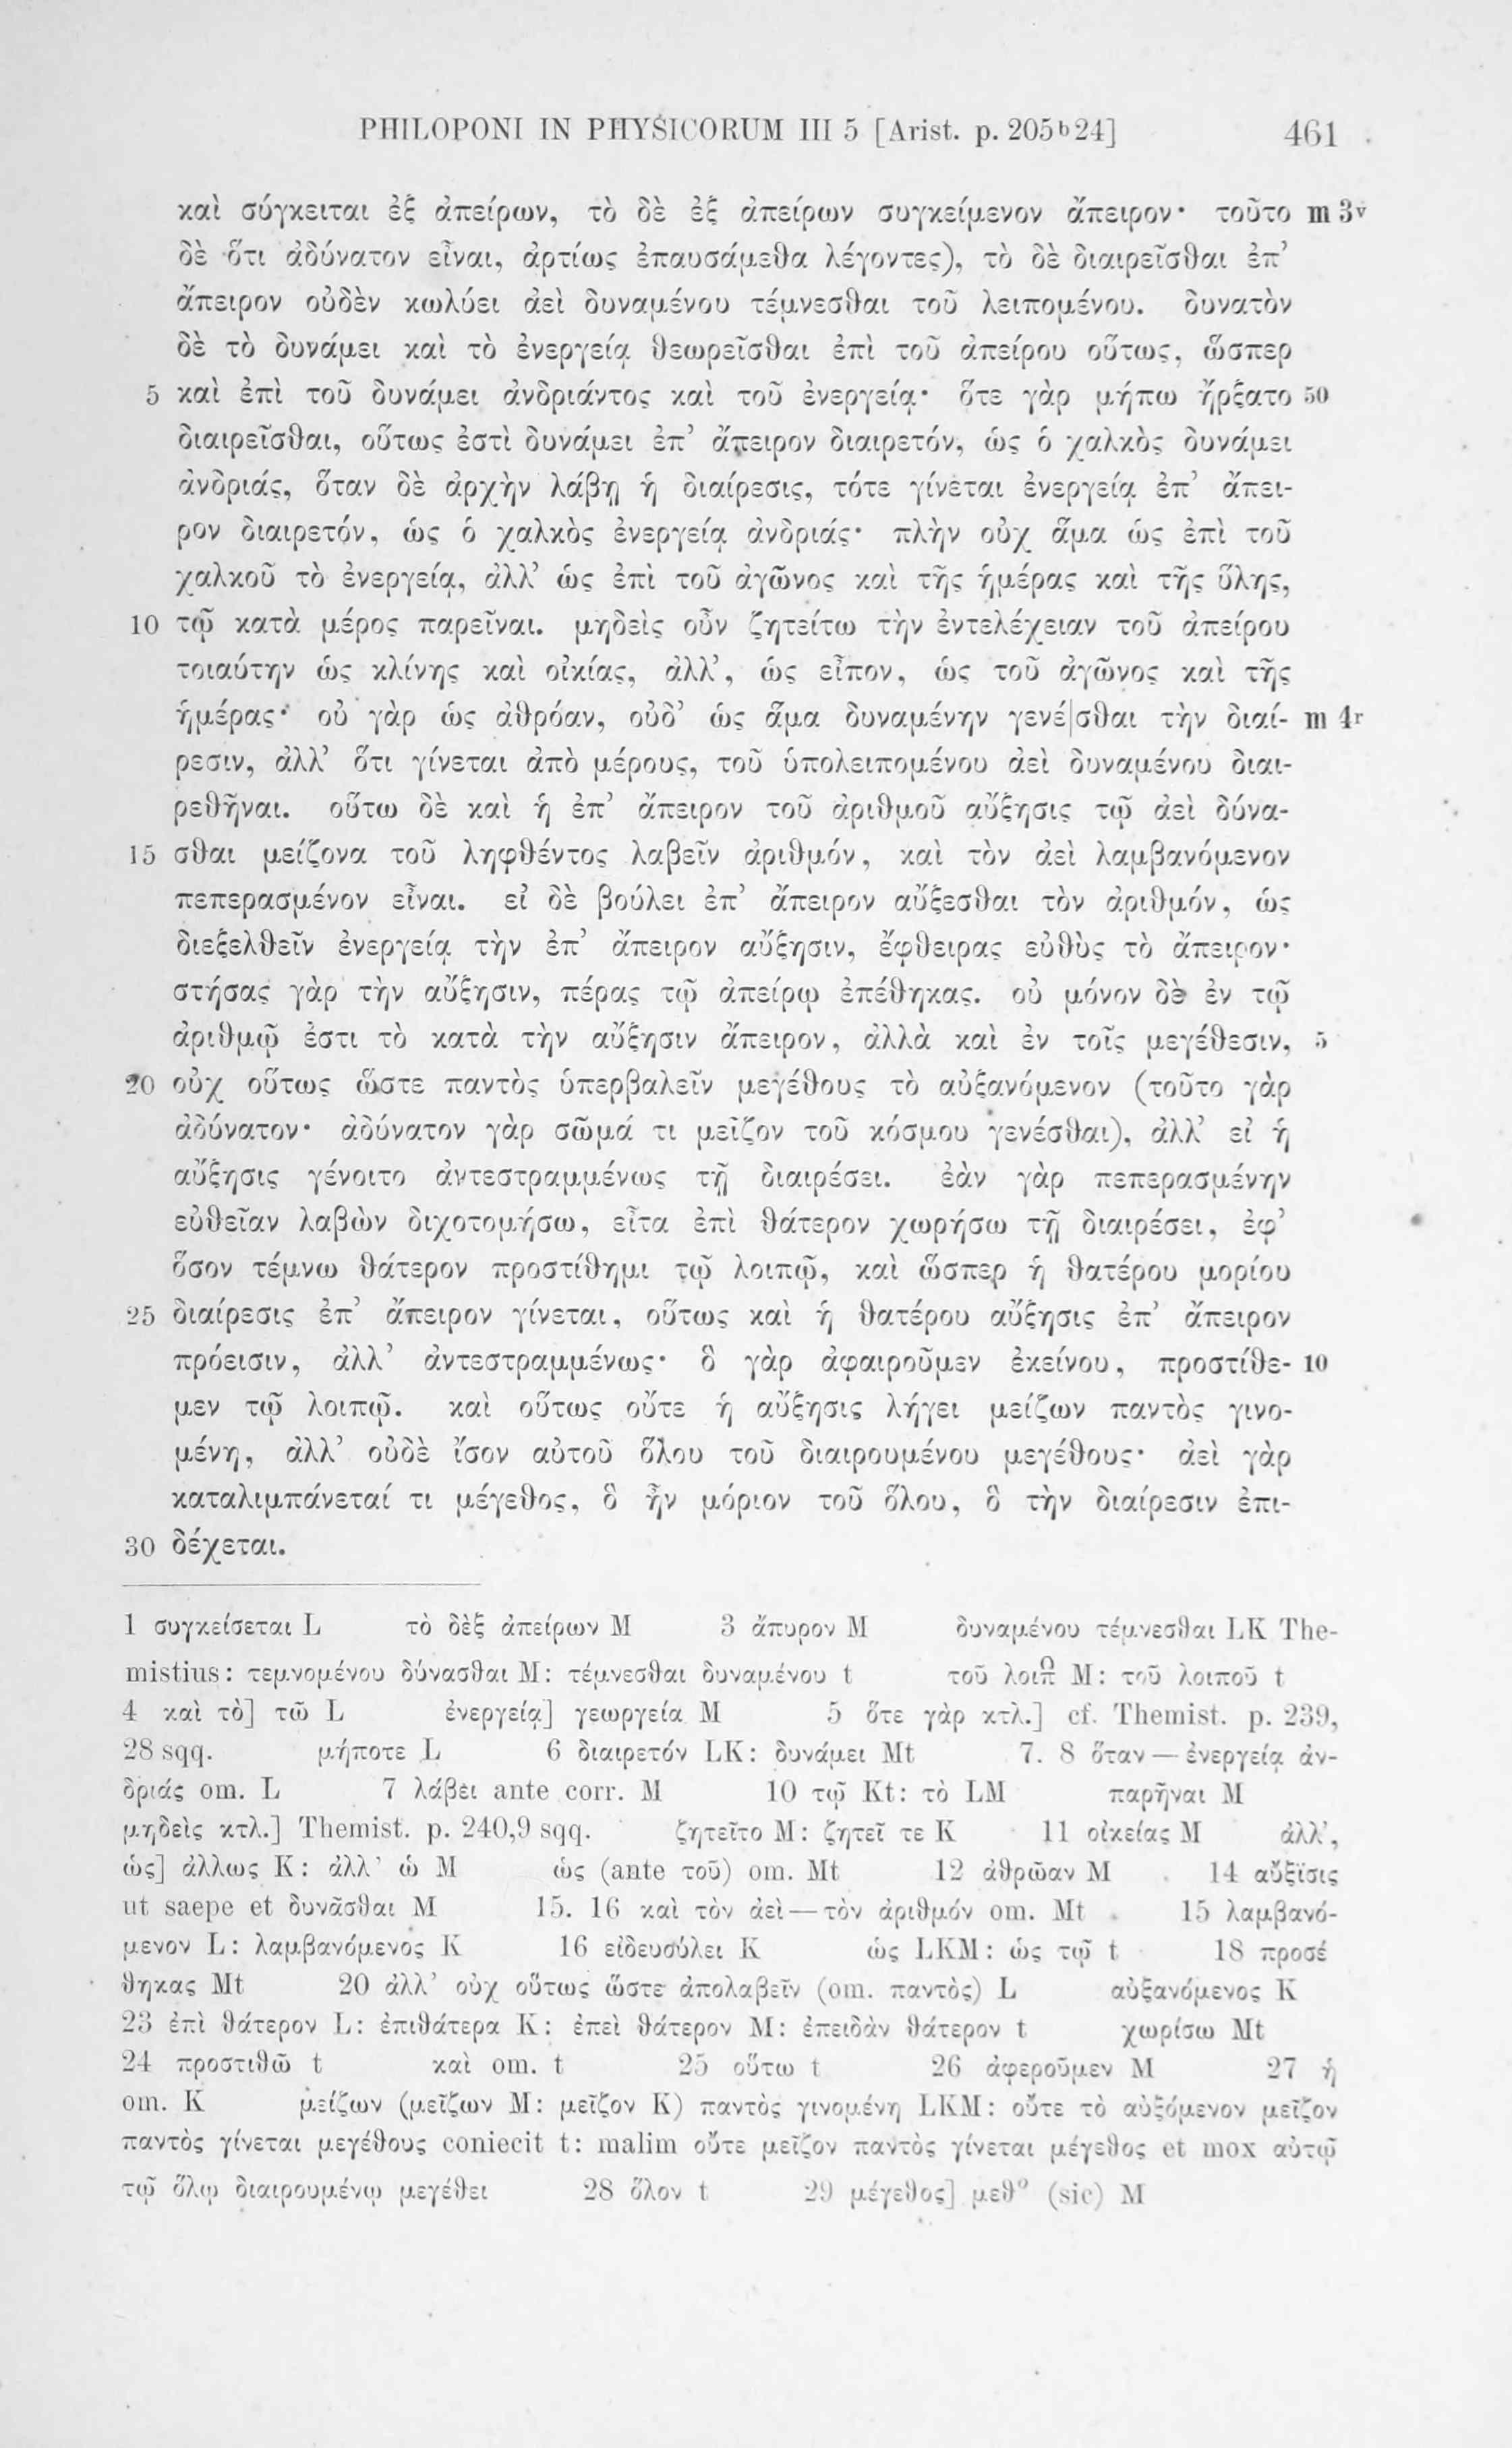 PHILOPONI IN PHYSICORUM III 5 [Arist. p. 205ᵇ24] 461
καὶ σύγκειται ἐξ ἀπείρων, τὸ δὲ ἐξ ἀπείρων συγκείμενον ἄπειρον· τοῦτο m 3ᵛ
δὲ ὅτι ἀδύνατον εἶναι, ἀρτίως ἐπαυσάμεθα λέγοντες), τὸ δὲ διαιρεῖσθαι ἐπ’
ἄπειρον οὐδὲν κωλύει ἀεὶ δυναμένου τέμνεσθαι τοῦ λειπομένου. δυνατὸν
δὲ τὸ δυνάμει καὶ τὸ ἐνεργείᾳ θεωρεῖσθαι ἐπὶ τοῦ ἀπείρου οὕτως, ὥσπερ
5 καὶ ἐπὶ τοῦ δυνάμει ἀνδριάντος καὶ τοῦ ἐνεργείᾳ· ὅτε γὰρ μήπω ἤρξατο 50
διαιρεῖσθαι, οὕτως ἐστὶ δυνάμει ἐπ’ ἄπειρον διαιρετόν, ὡς ὁ χαλκὸς δυνάμει
ἀνδριάς, ὅταν δὲ ἀρχὴν λάβῃ ἡ διαίρεσις, τότε γίνεται ἐνεργείᾳ ἐπ’ ἄπει-
ρον διαιρετόν, ὡς ὁ χαλκὸς ἐνεργείᾳ ἀνδριάς· πλὴν οὐχ ἅμα ὡς ἐπὶ τοῦ
χαλκοῦ τὸ ἐνεργείᾳ, ἀλλ’ ὡς ἐπὶ τοῦ ἀγῶνος καὶ τῆς ἡμέρας καὶ τῆς ὕλης,
10 τῷ κατὰ μέρος παρεῖναι. μηδεὶς οὖν ζητείτω τὴν ἐντελέχειαν τοῦ ἀπείρου
τοιαύτην ὡς κλίνης καὶ οἰκίας, ἀλλ’, ὡς εἶπον, ὡς τοῦ ἀγῶνος καὶ τῆς
ἡμέρας· οὐ γὰρ ὡς ἀθρόαν, οὐδ’ ὡς ἅμα δυναμένην γενέ|σθαι τὴν διαί- m 4ʳ
ρεσιν, ἀλλ’ ὅτι γίνεται ἀπὸ μέρους, τοῦ ὑπολειπομένου ἀεὶ δυναμένου διαι-
ρεθῆναι. οὕτω δὲ καὶ ἡ ἐπ’ ἄπειρον τοῦ ἀριθμοῦ αὔξησις τῷ ἀεὶ δύνα-
15 σθαι μείζονα τοῦ ληφθέντος λαβεῖν ἀριθμόν, καὶ τὸν ἀεὶ λαμβανόμενον
πεπερασμένον εἶναι. εἰ δὲ βούλει ἐπ’ ἄπειρον αὔξεσθαι τὸν ἀριθμόν, ὡς
διεξελθεῖν ἐνεργείᾳ τὴν ἐπ’ ἄπειρον αὔξησιν, ἔφθειρας εὐθὺς τὸ ἄπειρον·
στήσας γὰρ τὴν αὔξησιν, πέρας τῷ ἀπείρῳ ἐπέθηκας. οὐ μόνον δὲ ἐν τῷ
ἀριθμῷ ἐστι τὸ κατὰ τὴν αὔξησιν ἄπειρον, ἀλλὰ καὶ ἐν τοῖς μεγέθεσιν, 5
20 οὐχ οὕτως ὥστε παντὸς ὑπερβαλεῖν μεγέθους τὸ αὐξανόμενον (τοῦτο γὰρ
ἀδύνατον· ἀδύνατον γὰρ σῶμά τι μεῖζον τοῦ κόσμου γενέσθαι), ἀλλ’ εἰ ἡ
αὔξησις γένοιτο ἀντεστραμμένως τῇ διαιρέσει. ἐὰν γὰρ πεπερασμένην
εὐθεῖαν λαβὼν διχοτομήσω, εἶτα ἐπὶ θάτερον χωρήσω τῇ διαιρέσει, ἐφ’
ὅσον τέμνω θάτερον προστίθημι τῷ λοιπῷ, καὶ ὥσπερ ἡ θατέρου μορίου
25 διαίρεσις ἐπ’ ἄπειρον γίνεται, οὕτως καὶ ἡ θατέρου αὔξησις ἐπ’ ἄπειρον
πρόεισιν, ἀλλ’ ἀντεστραμμένως· ὃ γὰρ ἀφαιροῦμεν ἐκείνου, προστίθε- 10
μεν τῷ λοιπῷ. καὶ οὕτως οὔτε ἡ αὔξησις λήγει μείζων παντὸς γινο-
μένη, ἀλλ’ οὐδὲ ἴσον αὐτοῦ ὅλου τοῦ διαιρουμένου μεγέθους· ἀεὶ γὰρ
καταλιμπάνεταί τι μέγεθος, ὃ ἦν μόριον τοῦ ὅλου, ὃ τὴν διαίρεσιν ἐπι-
30 δέχεται.
1 συγκείσεται L τὸ δὲξ ἀπείρων M 3 ἄπυρον M δυναμένου τέμνεσθαι LK The-
mistius: τεμνομένου δύνασθαι M: τέμνεσθαι δυναμένου t τοῦ M: τοῦ λοιποῦ t
4 καὶ τὸ] τῶ L ἐνεργείᾳ] γεωργεία M 5 ὅτε γὰρ κτλ.] cf. Themist. p. 239,
28 sqq. μήποτε L 6 διαιρετόν LK: δυνάμει Mt 7. 8 ὅταν — ἐνεργείᾳ ἀν-
δριάς om. L 7 λάβει ante corr. M 10 τῷ Kt: τὸ LM παρῆναι M
μηδεὶς κτλ.] Themist. p. 240,9 sqq. ζητεῖτο M: ζητεῖ τε K 11 οἰκείας M ἀλλ’,
ὡς] ἄλλως K: ἀλλ’ ὡ M ὡς (ante τοῦ) om. Mt 12 ἀθρῶαν M 14 αὔξϊσις
ut saepe et δυνᾶσθαι M 15. 16 καὶ τὸν ἀεὶ — τὸν ἀριθμόν om. Mt 15 λαμβανό-
μενον L: λαμβανόμενος K 16 εἰδευσύλει K ὡς LKM: ὡς τῷ t 18 προσέ
θηκας Mt 20 ἀλλ’ οὐχ οὕτως ὥστε ἀπολαβεῖν (om. παντὸς) L αὐξανόμενος K
23 ἐπὶ θάτερον L: ἐπιθάτερα K: ἐπεὶ θάτερον M: ἐπειδὰν θάτερον t χωρίσω Mt
24 προστιθῶ t καὶ om. t 25 οὕτω t 26 ἀφεροῦμεν M 27 ἡ
om. K μείζων (μεῖζων M: μεῖζον K) παντὸς γινομένη LKM: οὔτε τὸ αὐξόμενον μεῖζον
παντὸς γίνεται μεγέθους coniecit t: malim οὔτε μεῖζον παντὸς γίνεται μέγεθος et mox αὐτῷ
τῷ ὅλῳ διαιρουμένῳ μεγέθει 28 ὅλον t 29 μέγεθος] μεθ⁰ (sic) M